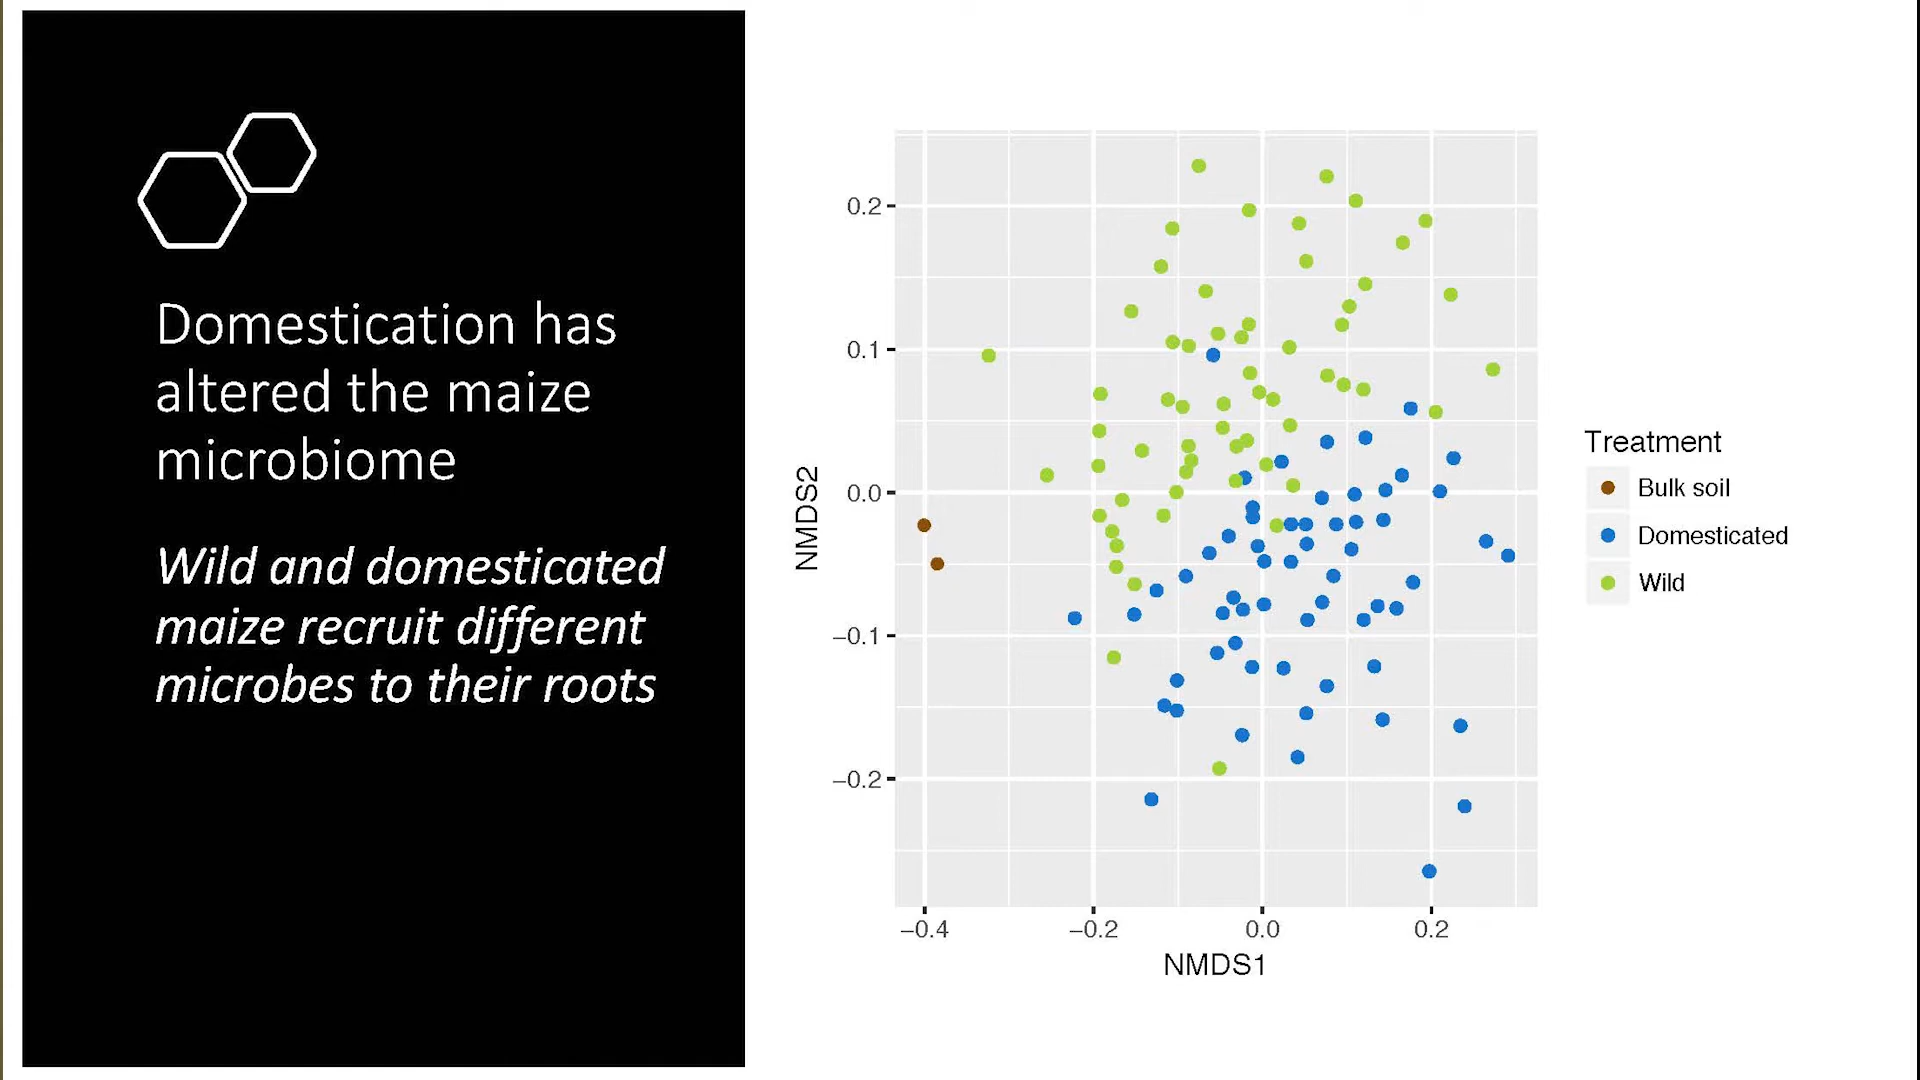 Domestication has
altered the maize
microbiome
Wild and domesticated
maize recruit different
microbes to their roots
NMDS2
0.2
0.1
0.0
−0.1
−0.2
−0.4
−0.2
0.0
0.2
NMDS1
Treatment
Bulk soil
Domesticated
Wild